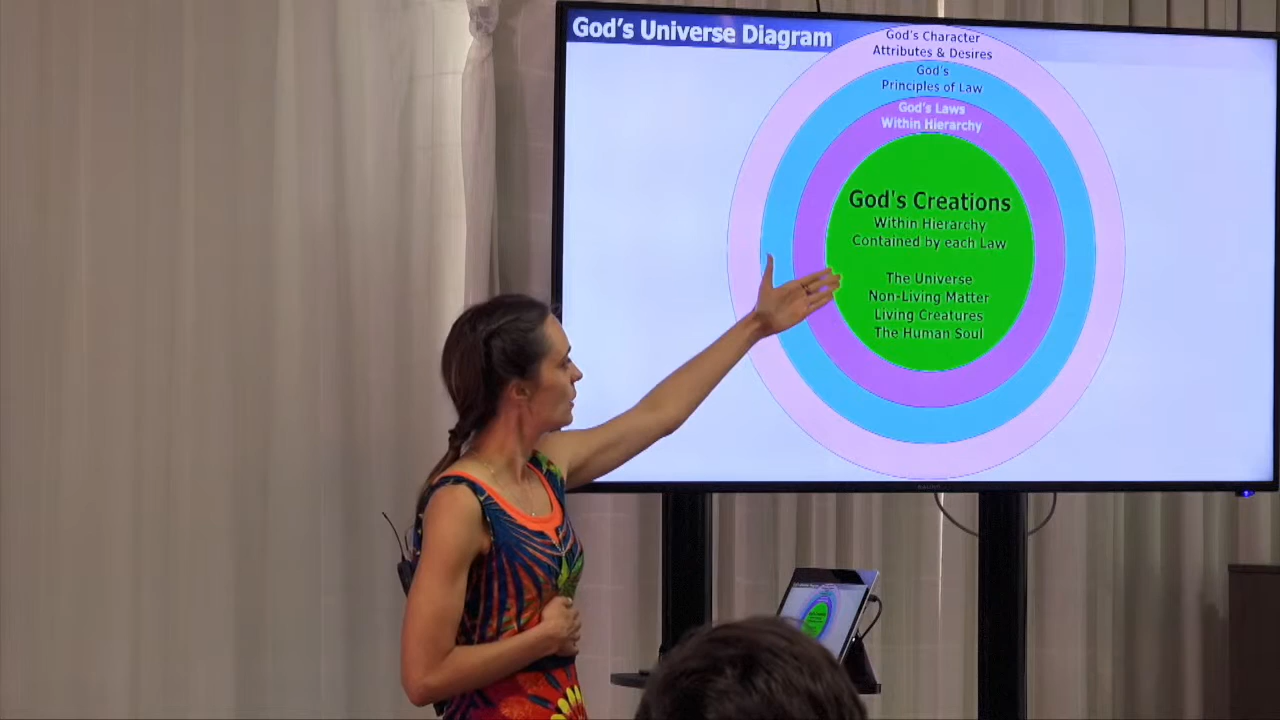 God's Universe Diagram
God's Character
Attributes & Desires
God's
Principles of Law
God's Laws
Within Hierarchy
God's Creations
Within Hierarchy
Contained by each Law
The Universe
Non-Living Matter
Living Creatures
The Human Soul